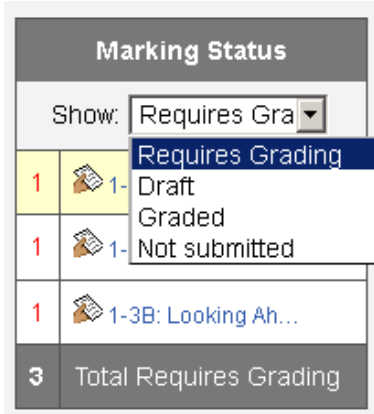 Marking Status
Show: Requires Gra
Requires Grading
Draft
Graded
Not submitted
1 1-
1 1-
1 1-3B: Looking Ah...
3 Total Requires Grading